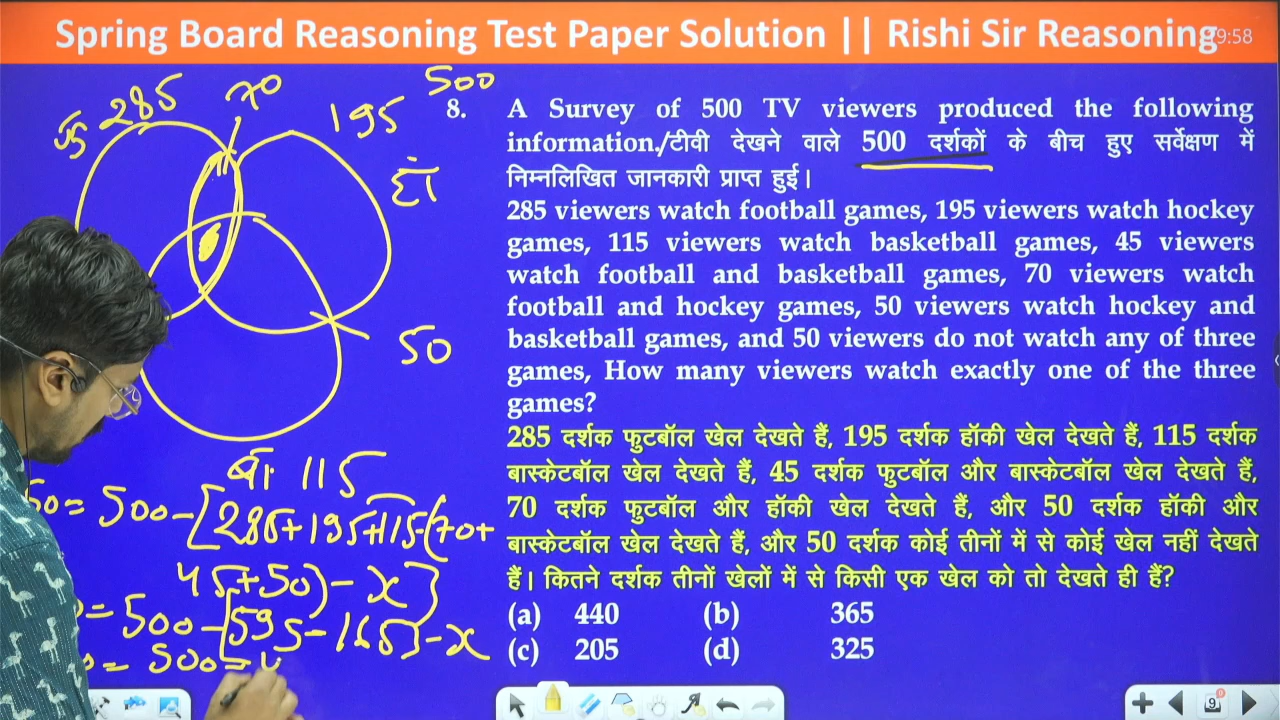 Spring Board Reasoning Test Paper Solution || Rishi Sir Reasoning
9:58
285
70
195
500
हॉ
50
8. A Survey of 500 TV viewers produced the following
information./टीवी देखने वाले 500 दर्शकों के बीच हुए सर्वेक्षण में
निम्नलिखित जानकारी प्राप्त हुई।
285 viewers watch football games, 195 viewers watch hockey
games, 115 viewers watch basketball games, 45 viewers
watch football and basketball games, 70 viewers watch
football and hockey games, 50 viewers watch hockey and
basketball games, and 50 viewers do not watch any of three
games, How many viewers watch exactly one of the three
games?
285 दर्शक फुटबॉल खेल देखते हैं, 195 दर्शक हॉकी खेल देखते हैं, 115 दर्शक
बास्केटबॉल खेल देखते हैं, 45 दर्शक फुटबॉल और बास्केटबॉल खेल देखते हैं,
70 दर्शक फुटबॉल और हॉकी खेल देखते हैं, और 50 दर्शक हॉकी और
बास्केटबॉल खेल देखते हैं, और 50 दर्शक कोई तीनों में से कोई खेल नहीं देखते
हैं। कितने दर्शक तीनों खेलों में से किसी एक खेल को तो देखते ही हैं?
(a) 440 (b) 365
(c) 205 (d) 325
बा 115
50 = 500 - [285+195+115(70+
45+50) - x]
0 = 500 - [595 - 165] - x
0 = 500 =